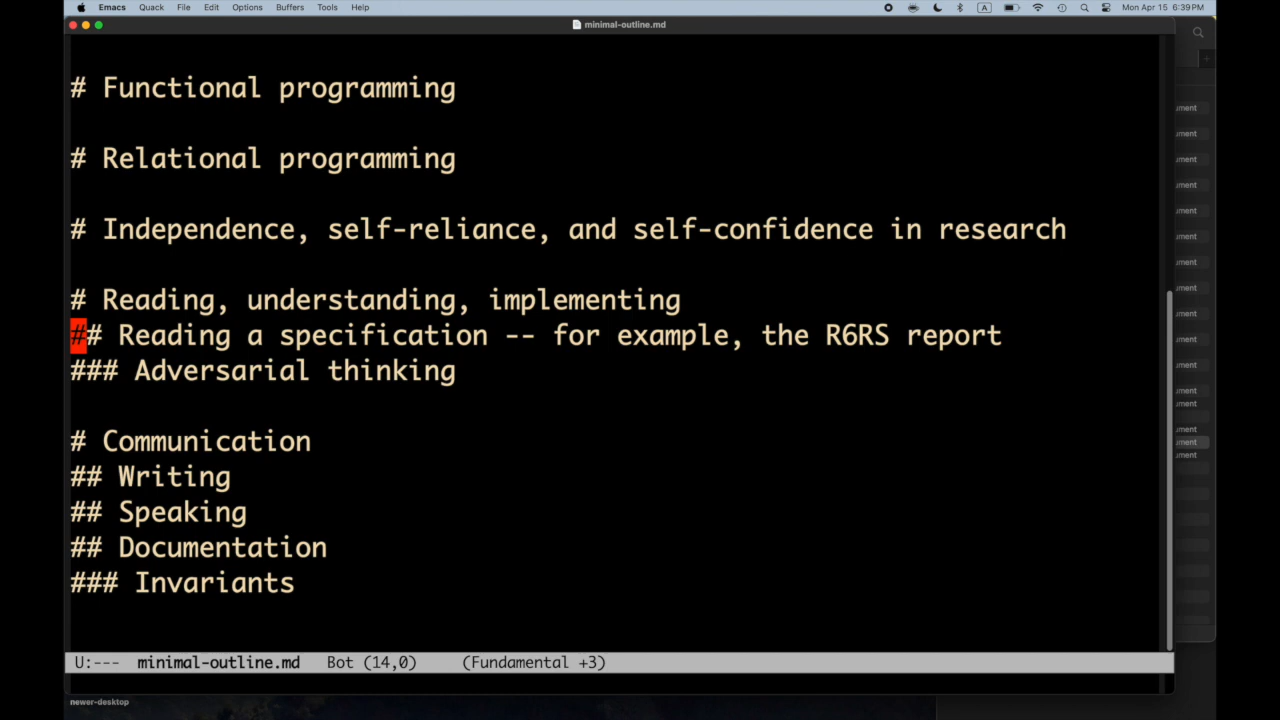 Emacs Quack File Edit Options Buffers Tools Help A Mon Apr 15 6:39 PM
minimal-outline.md
# Functional programming
# Relational programming
# Independence, self-reliance, and self-confidence in research
# Reading, understanding, implementing
## Reading a specification -- for example, the R6RS report
### Adversarial thinking
# Communication
## Writing
## Speaking
## Documentation
### Invariants
U:--- minimal-outline.md Bot (14,0) (Fundamental +3)
newer-desktop